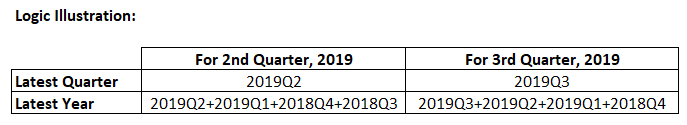 Logic Illustration:
For 2nd Quarter, 2019 For 3rd Quarter, 2019
Latest Quarter 2019Q2 2019Q3
Latest Year 2019Q2+2019Q1+2018Q4+2018Q3 2019Q3+2019Q2+2019Q1+2018Q4